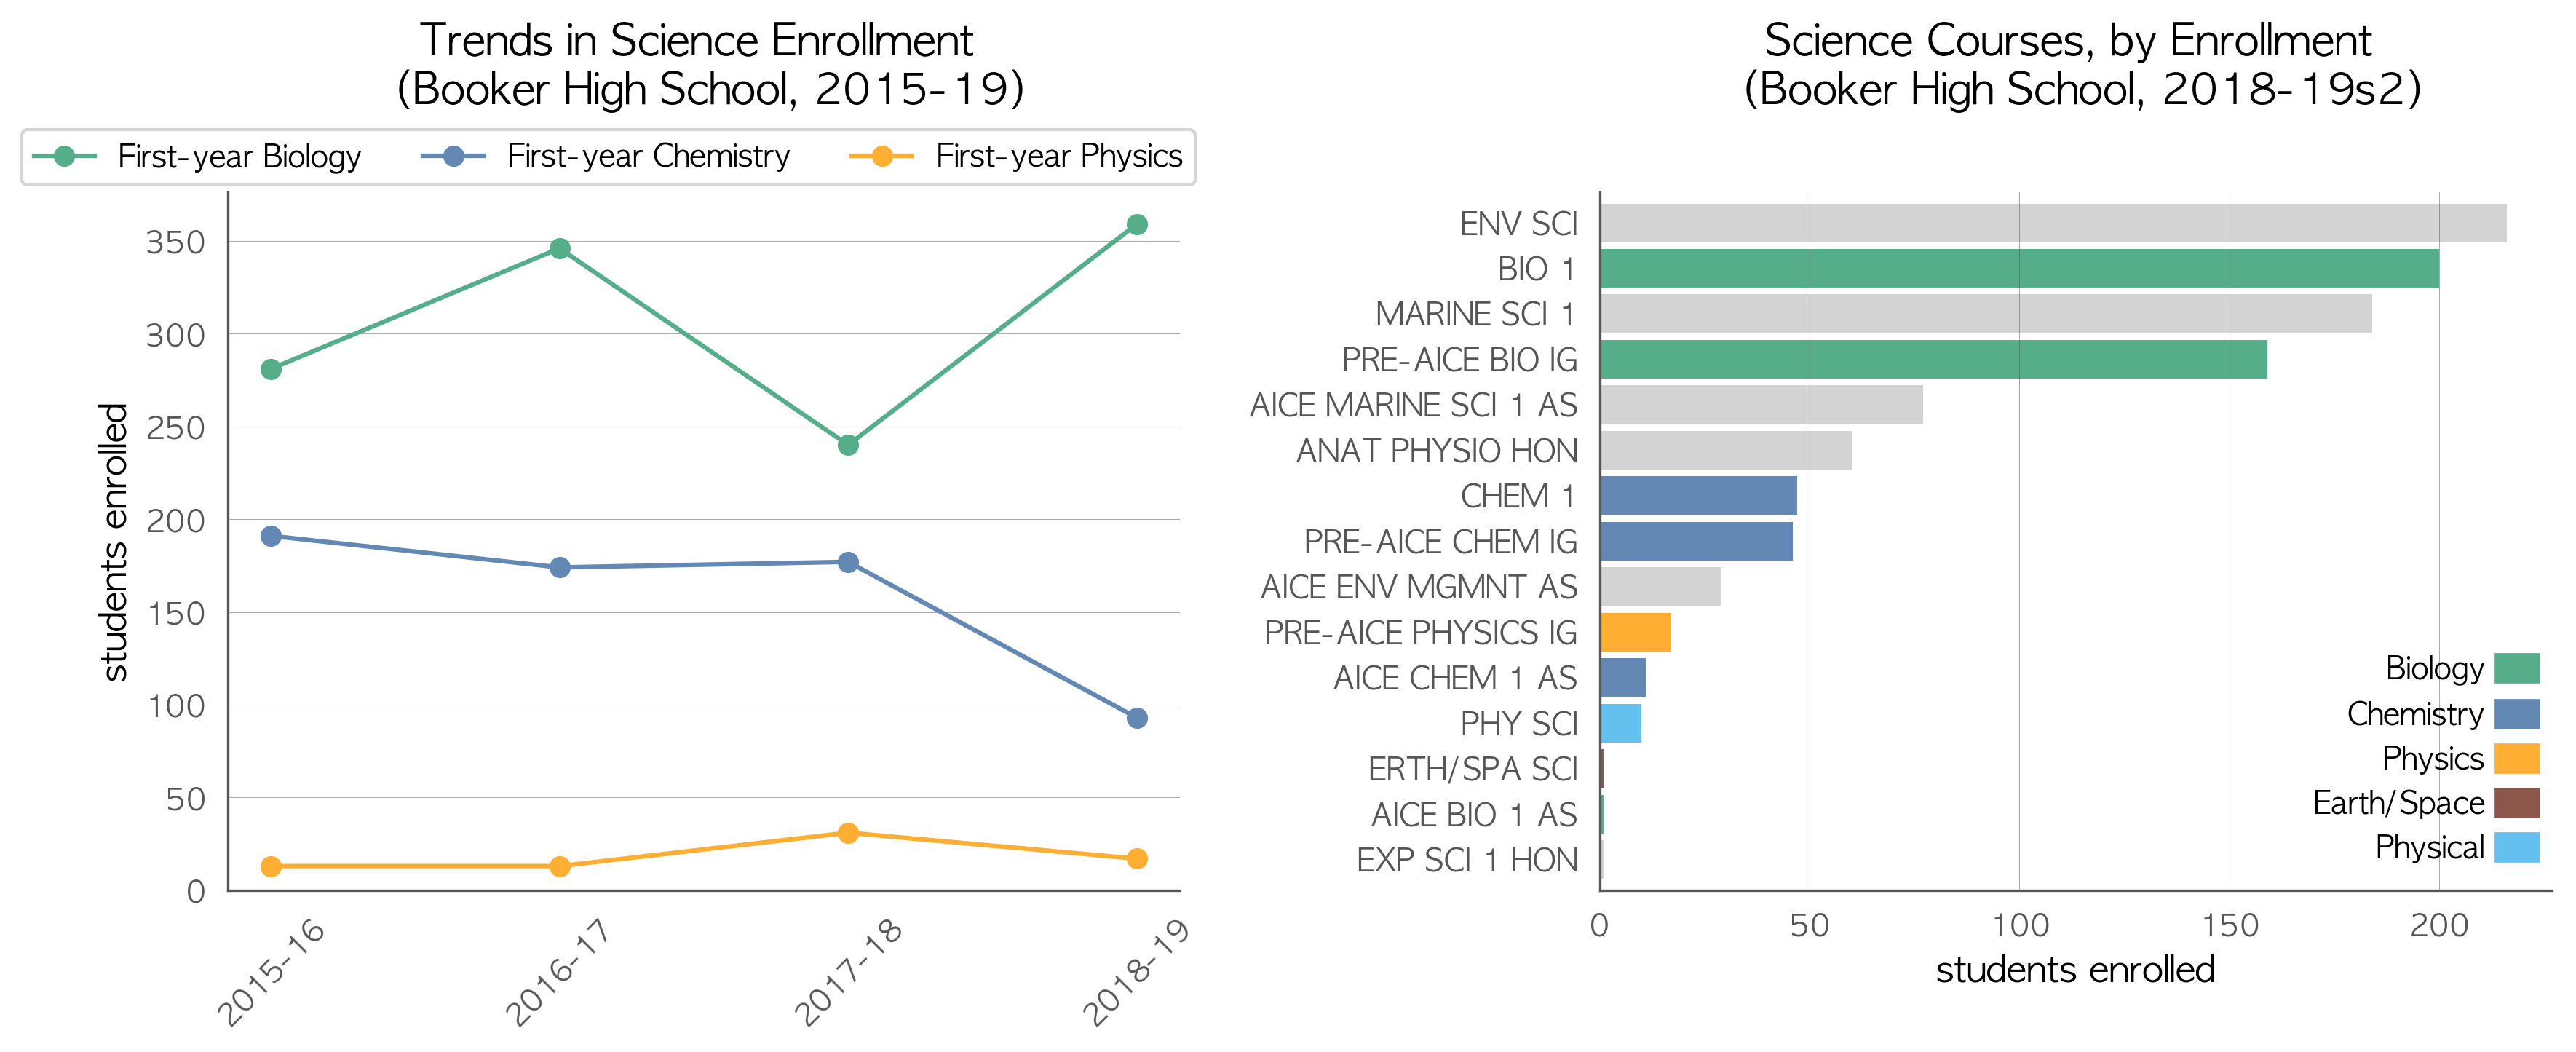 Trends in Science Enrollment
(Booker High School, 2015-19)
First-year Biology
First-year Chemistry
First-year Physics
350
300
250
200
150
100
50
0
students enrolled
2015-16
2016-17
2017-18
2018-19
Science Courses, by Enrollment
(Booker High School, 2018-19s2)
ENV SCI
BIO 1
MARINE SCI 1
PRE-AICE BIO IG
AICE MARINE SCI 1 AS
ANAT PHYSIO HON
CHEM 1
PRE-AICE CHEM IG
AICE ENV MGMNT AS
PRE-AICE PHYSICS IG
AICE CHEM 1 AS
PHY SCI
ERTH/SPA SCI
AICE BIO 1 AS
EXP SCI 1 HON
Biology
Chemistry
Physics
Earth/Space
Physical
0
50
100
150
200
students enrolled